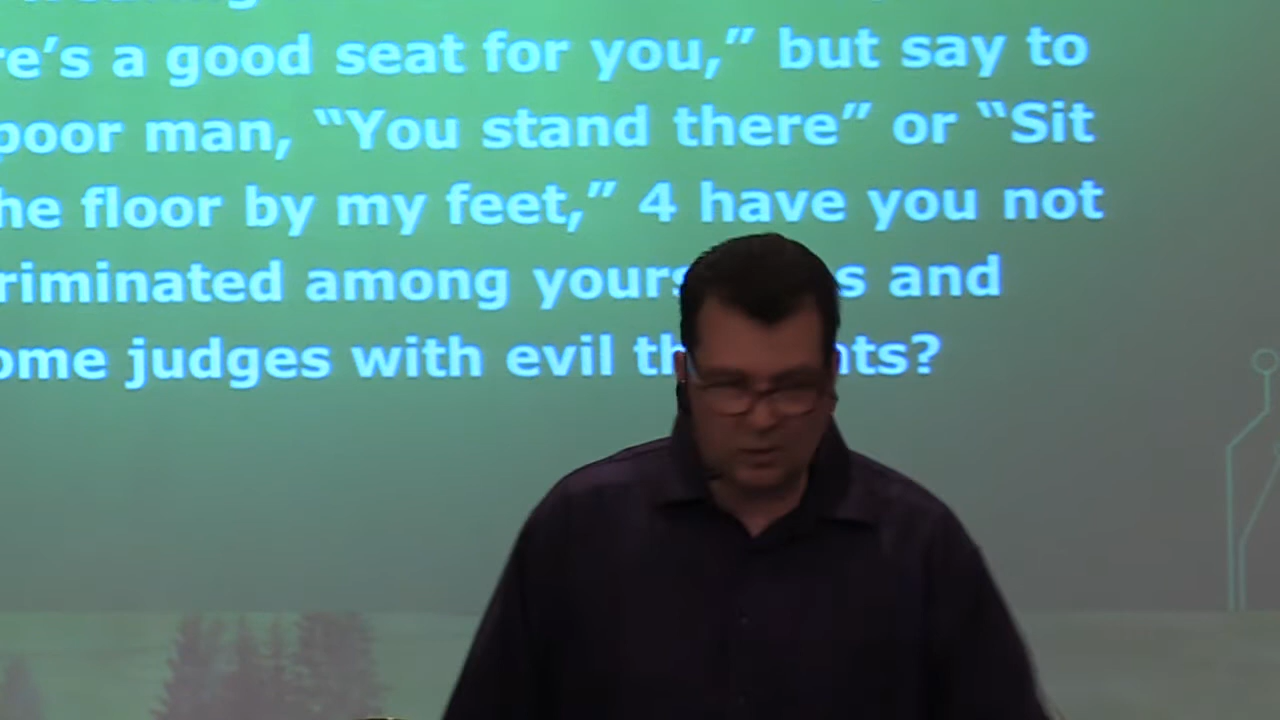 re’s a good seat for you,” but say to
poor man, “You stand there” or “Sit
he floor by my feet,” 4 have you not
riminated among yours s and
ome judges with evil th nts?